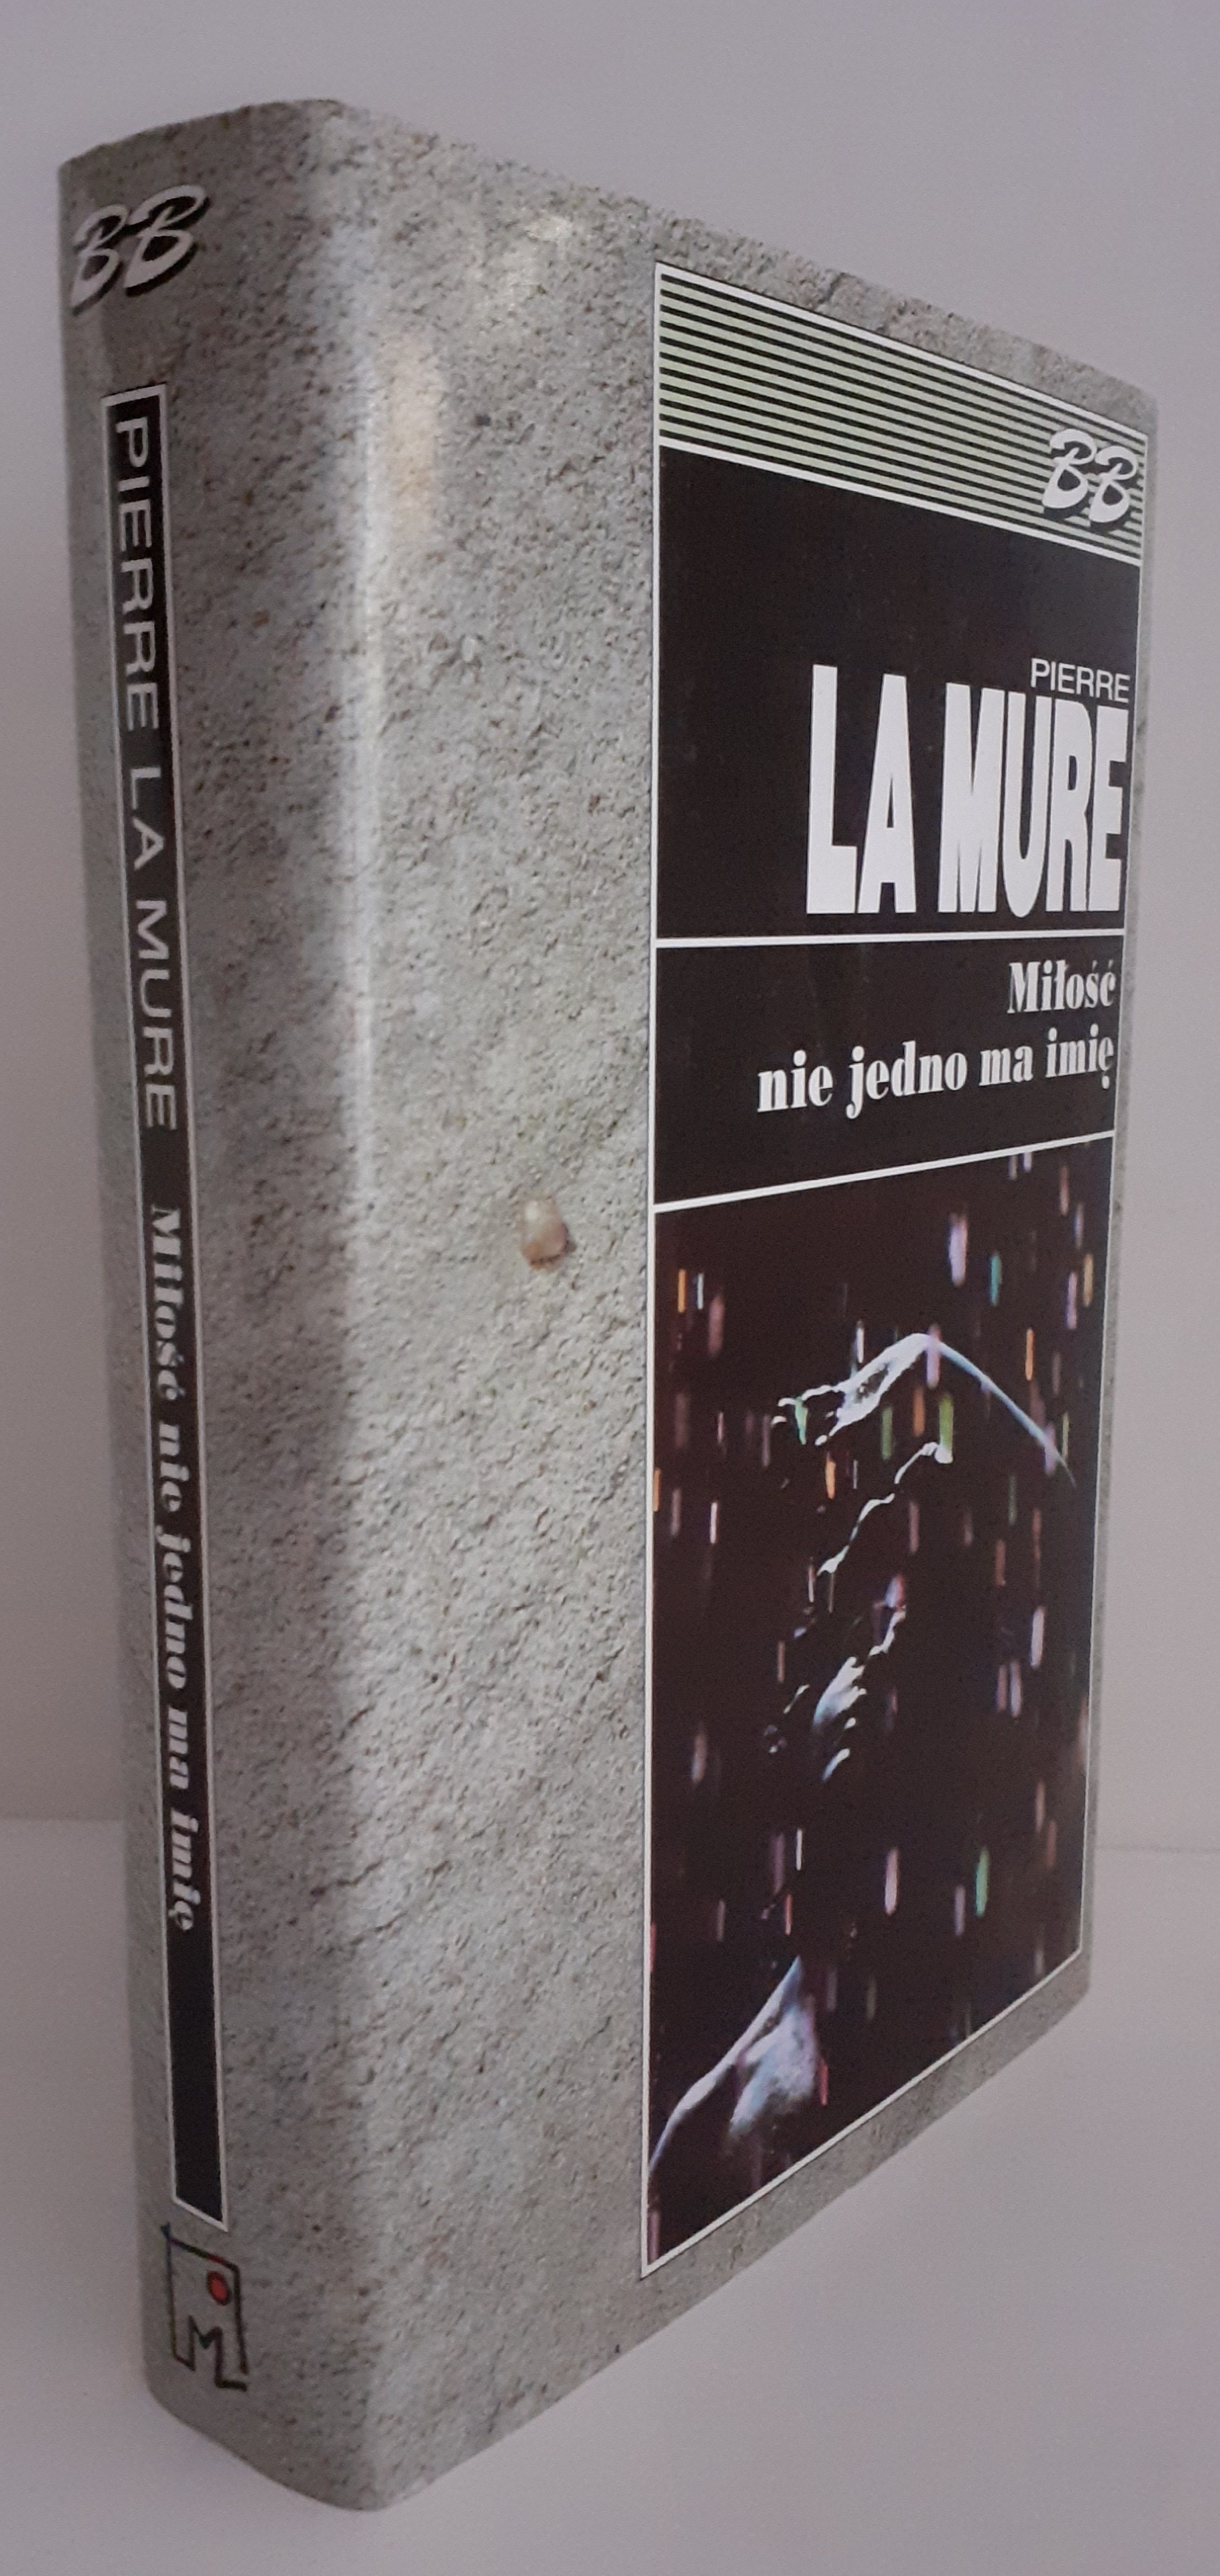 BB
PIERRE LA MURE Miłość nie jedno ma imię
M
BB
PIERRE
LA MURE
Miłość
nie jedno ma imię